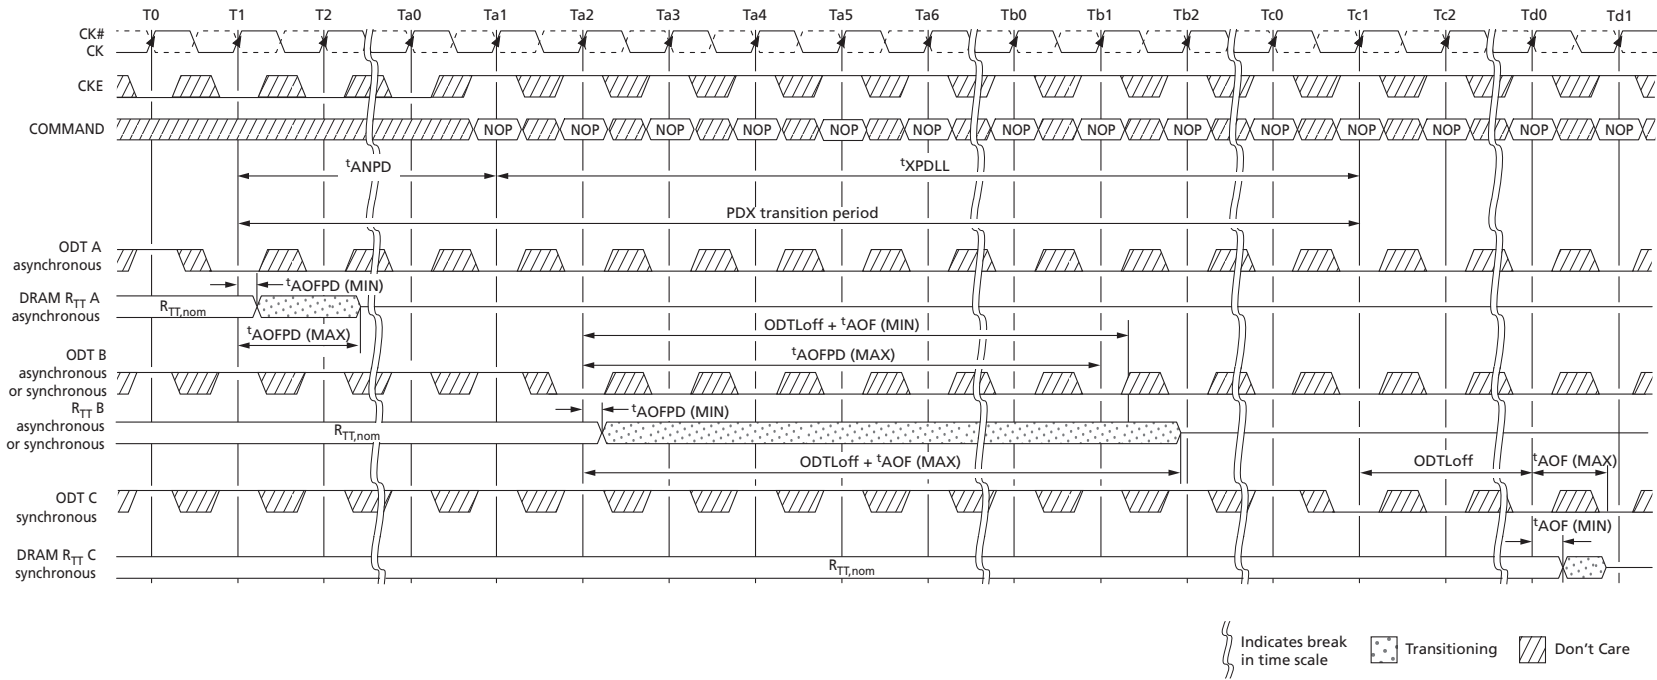 T0 T1 T2 Ta0 Ta1 Ta2 Ta3 Ta4 Ta5 Ta6 Tb0 Tb1 Tb2 Tc0 Tc1 Tc2 Td0 Td1
CK#
CK
CKE
COMMAND
NOP NOP NOP NOP NOP NOP NOP NOP NOP NOP NOP NOP NOP NOP
tANPD
tXPDLL
PDX transition period
ODT A
asynchronous
tAOFPD (MIN)
DRAM RTT A
asynchronous
RTT,nom
tAOFPD (MAX)
ODTLoff + tAOF (MIN)
tAOFPD (MAX)
ODT B
asynchronous
or synchronous
tAOFPD (MIN)
RTT B
asynchronous
or synchronous
RTT,nom
ODTLoff + tAOF (MAX)
ODTLoff
tAOF (MAX)
ODT C
synchronous
tAOF (MIN)
DRAM RTT C
synchronous
RTT,nom
Indicates break
in time scale
Transitioning
Don't Care